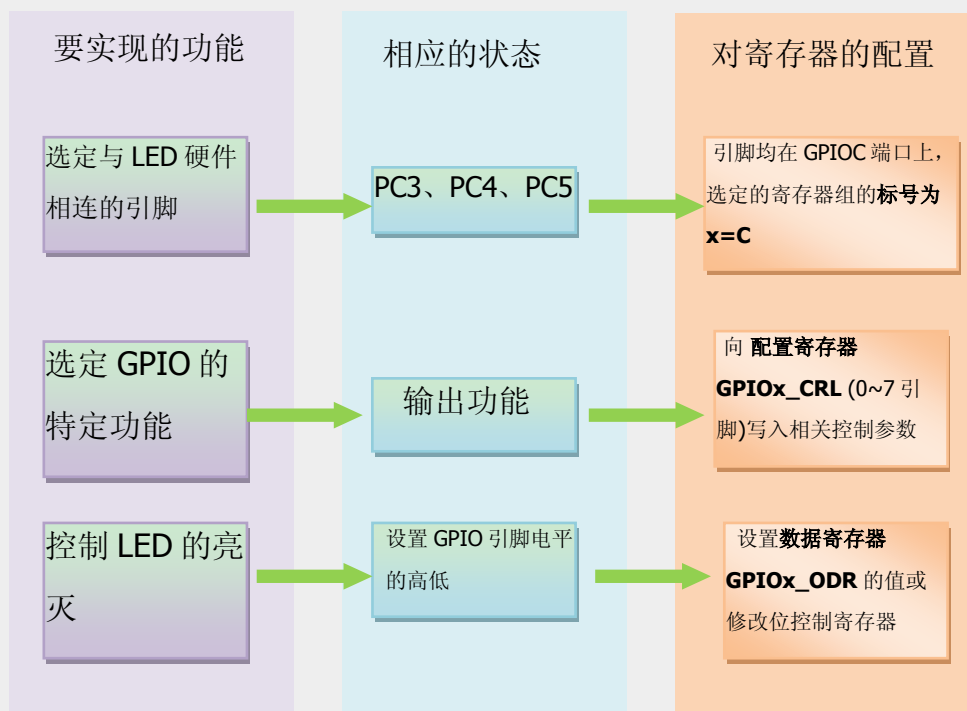 要实现的功能
相应的状态
对寄存器的配置
选定与 LED 硬件
相连的引脚
PC3、PC4、PC5
引脚均在 GPIOC 端口上，
选定的寄存器组的标号为
x=C
选定 GPIO 的
特定功能
输出功能
向 配置寄存器
GPIOx_CRL (0~7 引
脚)写入相关控制参数
控制 LED 的亮
灭
设置 GPIO 引脚电平
的高低
设置数据寄存器
GPIOx_ODR 的值或
修改位控制寄存器